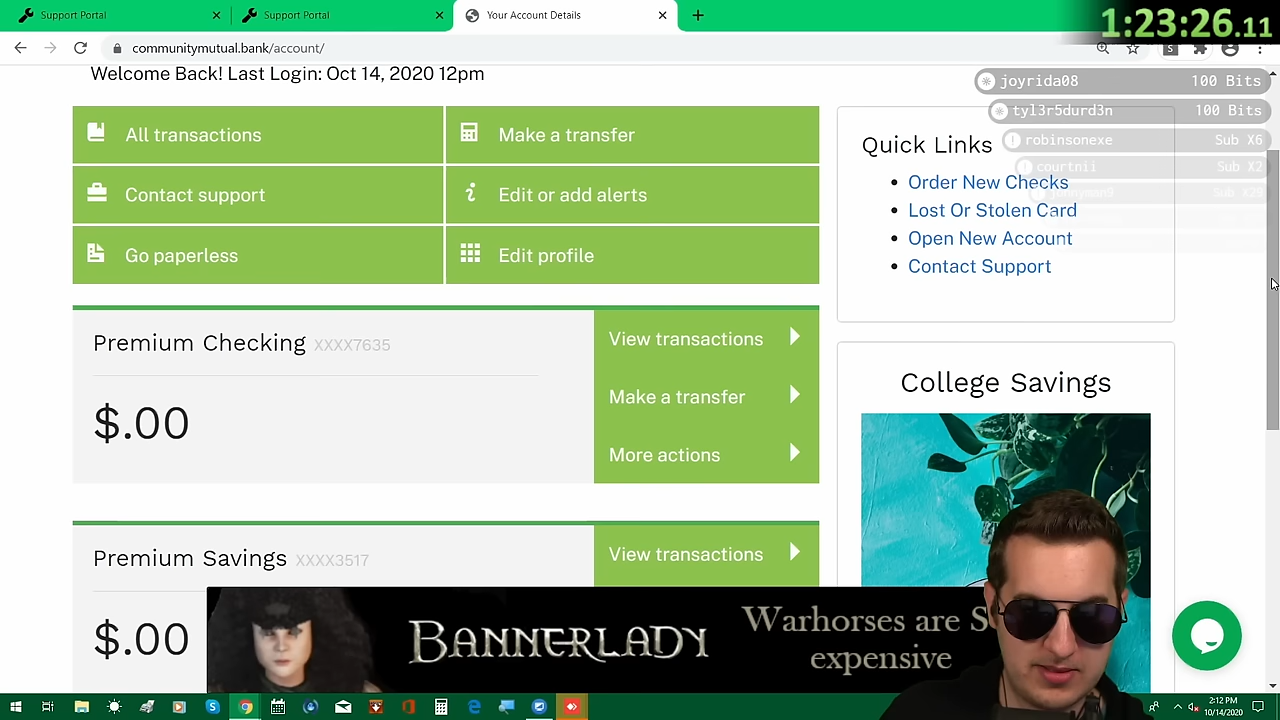 Support Portal
Support Portal
Your Account Details
1:23:26.11
communitymutual.bank/account/
Welcome Back! Last Login: Oct 14, 2020 12pm
joyrida08 100 Bits
tyl3r5durd3n 100 Bits
robinsonexe Sub X6
courtnii Sub X2
All transactions
Make a transfer
Contact support
Edit or add alerts
Go paperless
Edit profile
Quick Links
Order New Checks
Lost Or Stolen Card
Open New Account
Contact Support
Premium Checking XXXX7635
$.00
View transactions
Make a transfer
More actions
College Savings
Premium Savings XXXX3517
$.00
View transactions
BANNERLADY
Warhorses are S
expensive
2:12 PM
10/14/2020